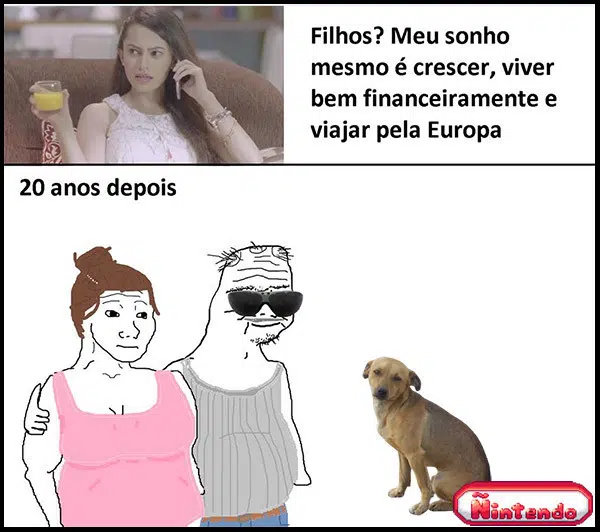 Filhos? Meu sonho
mesmo é crescer, viver
bem financeiramente e
viajar pela Europa
20 anos depois
Ñintendo